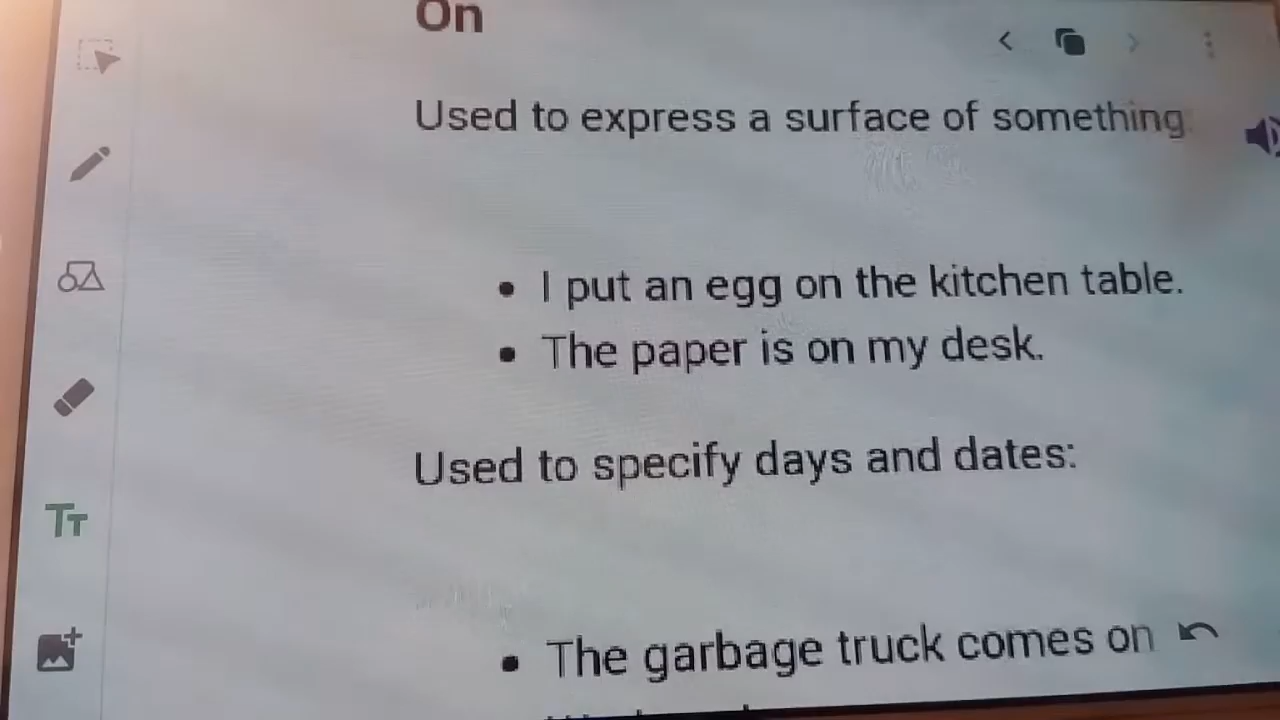 On
Used to express a surface of something
• I put an egg on the kitchen table.
• The paper is on my desk.
Used to specify days and dates:
• The garbage truck comes on
Tт